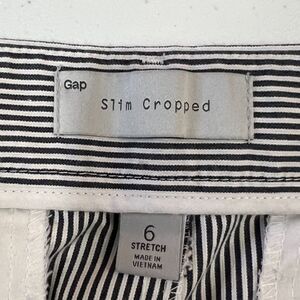 Gap
Slim Cropped
6
STRETCH
MADE IN
VIETNAM